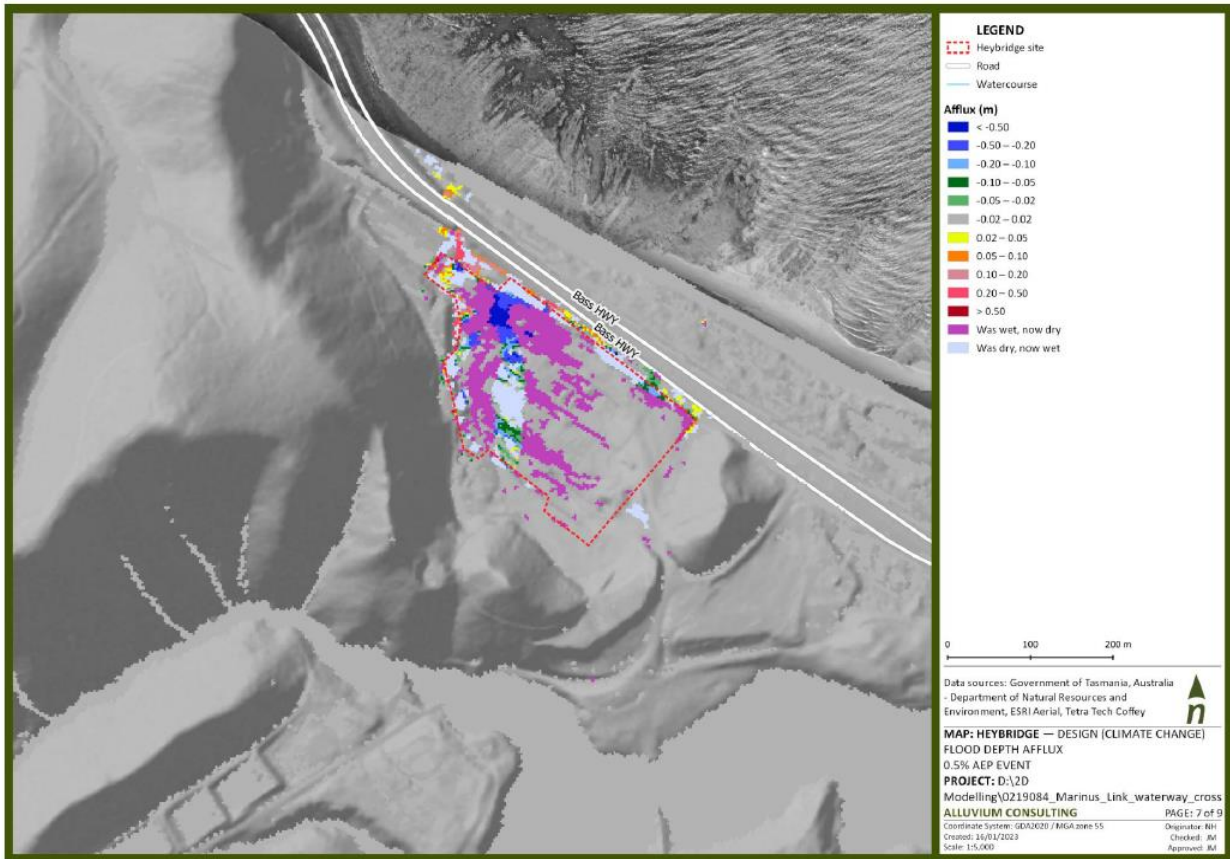 Bass HWY
Bass HWY
LEGEND
Heybridge site
Road
Watercourse
Afflux (m)
< -0.50
-0.50 – -0.20
-0.20 – -0.10
-0.10 – -0.05
-0.05 – -0.02
-0.02 – 0.02
0.02 – 0.05
0.05 – 0.10
0.10 – 0.20
0.20 – 0.50
> 0.50
Was wet, now dry
Was dry, now wet
0 100 200 m
Data sources: Government of Tasmania, Australia
- Department of Natural Resources and
Environment, ESRI Aerial, Tetra Tech Coffey
n
MAP: HEYBRIDGE — DESIGN (CLIMATE CHANGE)
FLOOD DEPTH AFFLUX
0.5% AEP EVENT
PROJECT: D:\2D
Modelling\0219084_Marinus_Link_waterway_cross
ALLUVIUM CONSULTING PAGE: 7 of 9
Coordinate System: GDA2020 / MGA zone 55 Originator: NH
Created: 16/01/2023 Checked: JM
Scale: 1:5,000 Approved: JM